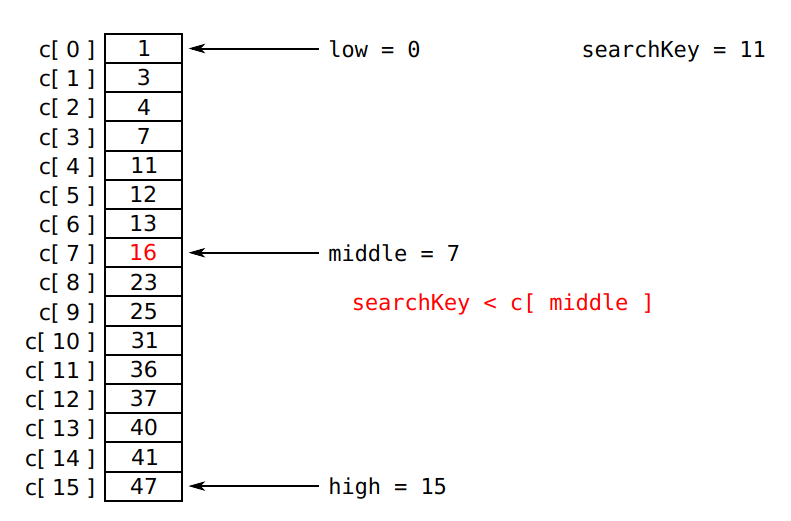 c[ 0 ] 1 low = 0 searchKey = 11
c[ 1 ] 3
c[ 2 ] 4
c[ 3 ] 7
c[ 4 ] 11
c[ 5 ] 12
c[ 6 ] 13
c[ 7 ] 16 middle = 7
c[ 8 ] 23
searchKey < c[ middle ]
c[ 9 ] 25
c[ 10 ] 31
c[ 11 ] 36
c[ 12 ] 37
c[ 13 ] 40
c[ 14 ] 41
c[ 15 ] 47 high = 15